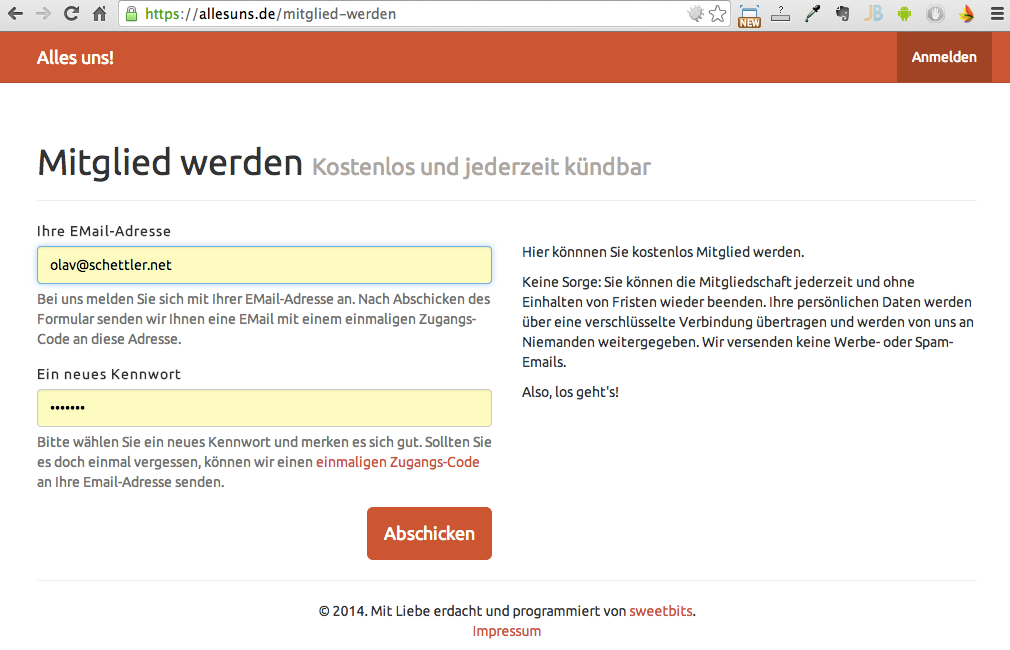 https://allesuns.de/mitglied-werden
NEW
?
JB
Alles uns!
Anmelden
Mitglied werden Kostenlos und jederzeit kündbar
Ihre EMail-Adresse
olav@schettler.net
Bei uns melden Sie sich mit Ihrer EMail-Adresse an. Nach Abschicken des
Formular senden wir Ihnen eine EMail mit einem einmaligen Zugangs-
Code an diese Adresse.
Ein neues Kennwort
•••••••
Bitte wählen Sie ein neues Kennwort und merken es sich gut. Sollten Sie
es doch einmal vergessen, können wir einen einmaligen Zugangs-Code
an Ihre Email-Adresse senden.
Abschicken
Hier könnnen Sie kostenlos Mitglied werden.
Keine Sorge: Sie können die Mitgliedschaft jederzeit und ohne
Einhalten von Fristen wieder beenden. Ihre persönlichen Daten werden
über eine verschlüsselte Verbindung übertragen und werden von uns an
Niemanden weitergegeben. Wir versenden keine Werbe- oder Spam-
Emails.
Also, los geht's!
© 2014. Mit Liebe erdacht und programmiert von sweetbits.
Impressum